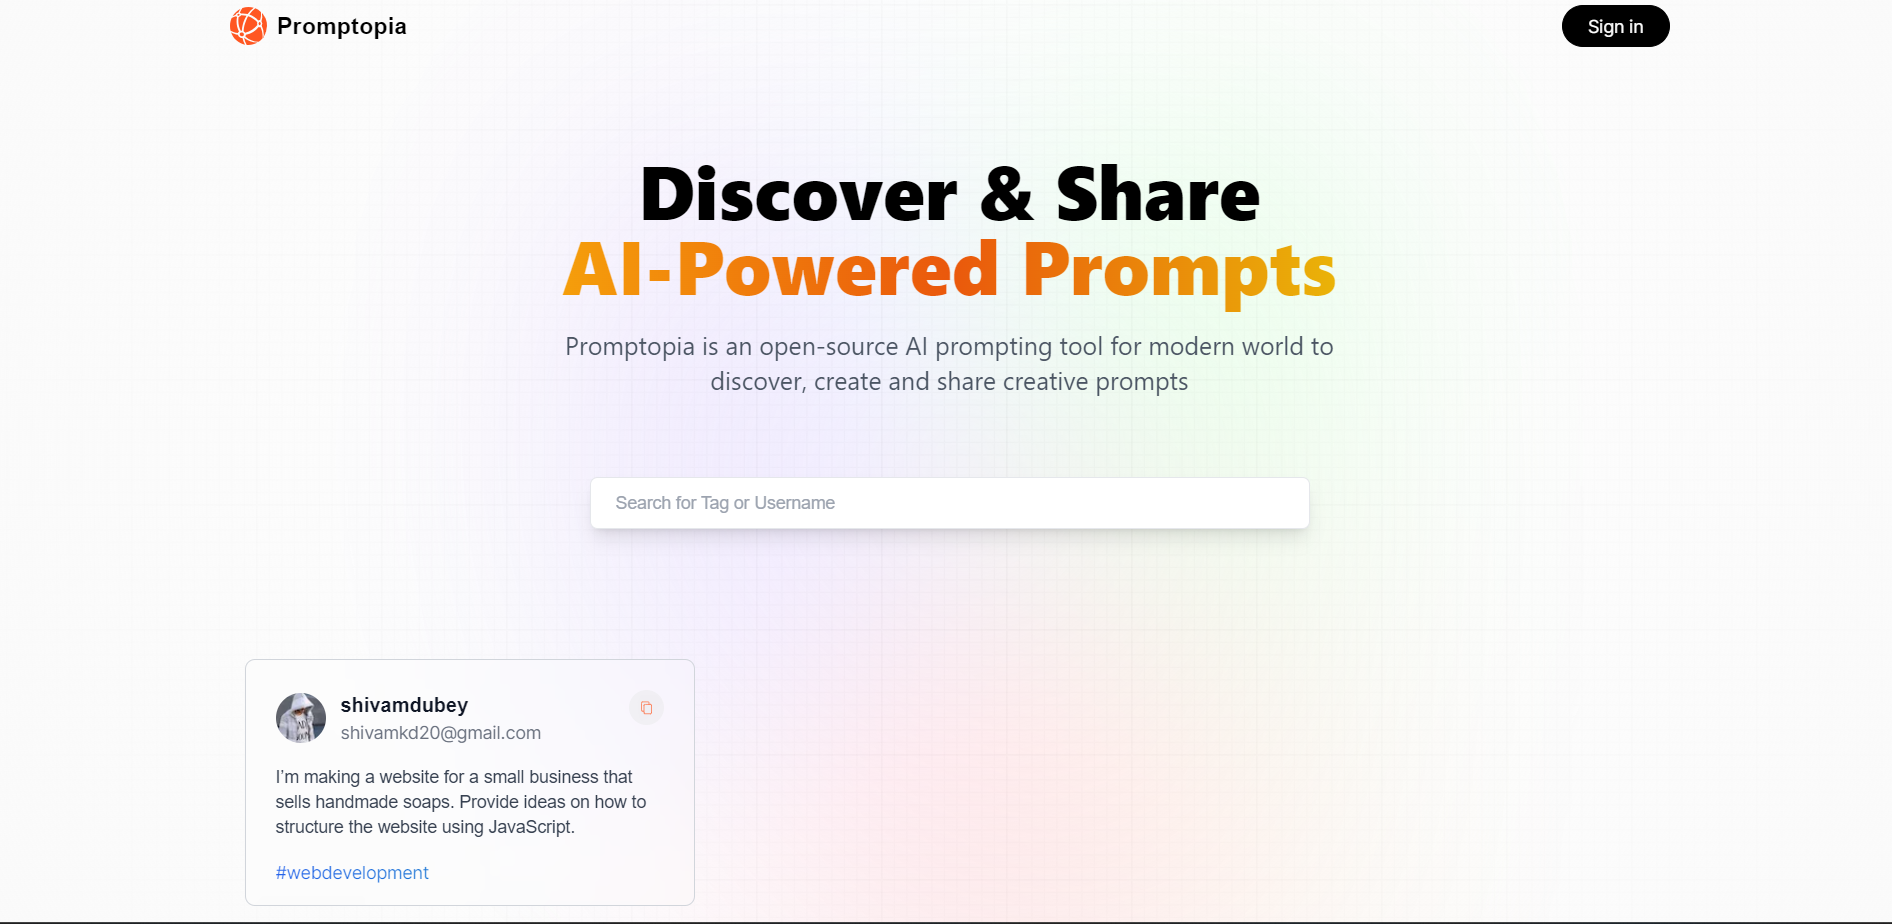 Promptopia
Sign in
Discover & Share
AI-Powered Prompts
Promptopia is an open-source AI prompting tool for modern world to
discover, create and share creative prompts
Search for Tag or Username
shivamdubey
shivamkd20@gmail.com
I'm making a website for a small business that
sells handmade soaps. Provide ideas on how to
structure the website using JavaScript.
#webdevelopment